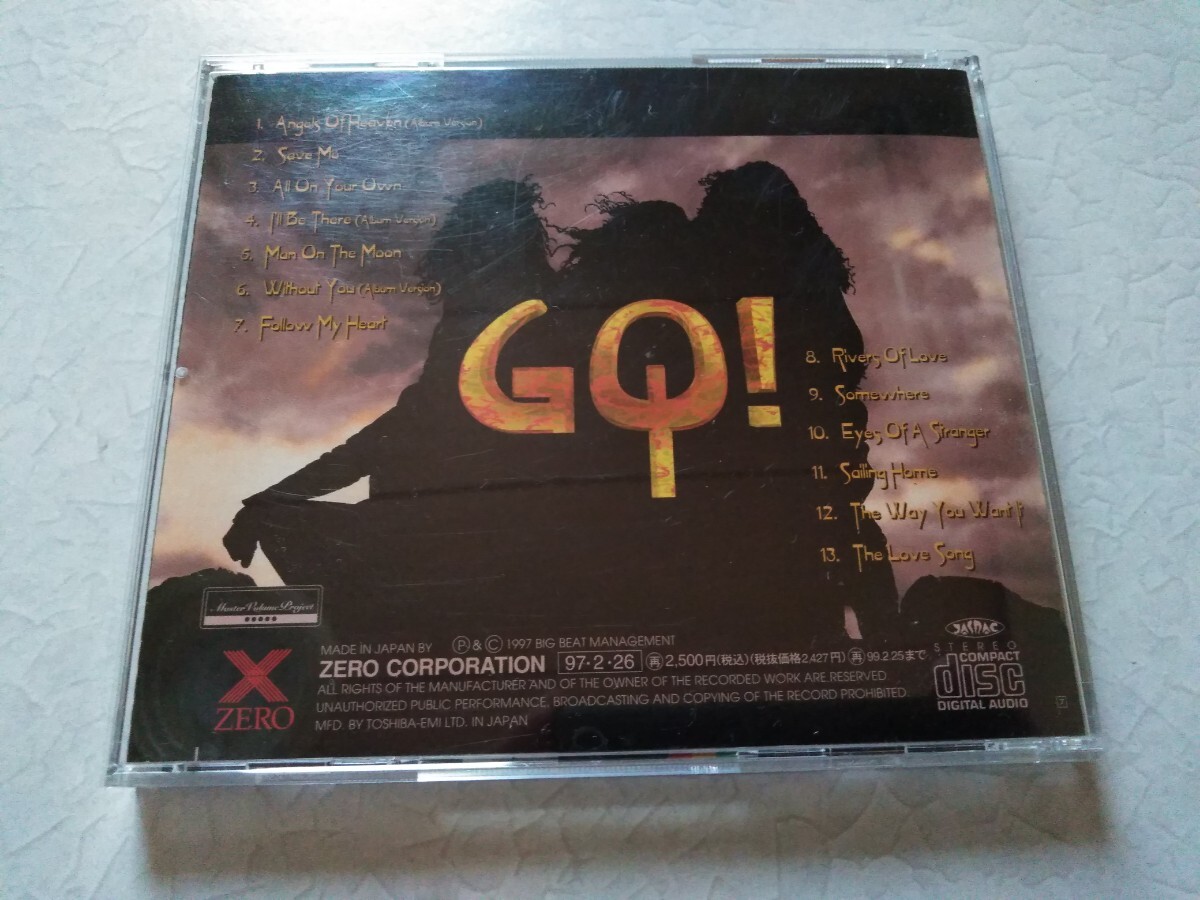 1. Angels Of Heaven (Album Version)
2. Save Me
3. All On Your Own
4. I'll Be There (Album Version)
5. Man On The Moon
6. Without You (Album Version)
7. Follow My Heart
GQ!
8. Rivers Of Love
9. Somewhere
10. Eyes Of A Stranger
11. Sailing Home
12. The Way You Want It
13. The Love Song
Master Volume Project
X
ZERO
MADE IN JAPAN BY Ⓟ & Ⓒ 1997 BIG BEAT MANAGEMENT
ZERO CORPORATION 97・2・26 再 2,500円(税込)(税抜価格2,427円) 再 99.2.25まで
ALL RIGHTS OF THE MANUFACTURER AND OF THE OWNER OF THE RECORDED WORK ARE RESERVED
UNAUTHORIZED PUBLIC PERFORMANCE, BROADCASTING AND COPYING OF THE RECORD PROHIBITED
MFD. BY TOSHIBA-EMI LTD. IN JAPAN
JASRAC
STEREO
COMPACT
disc
DIGITAL AUDIO